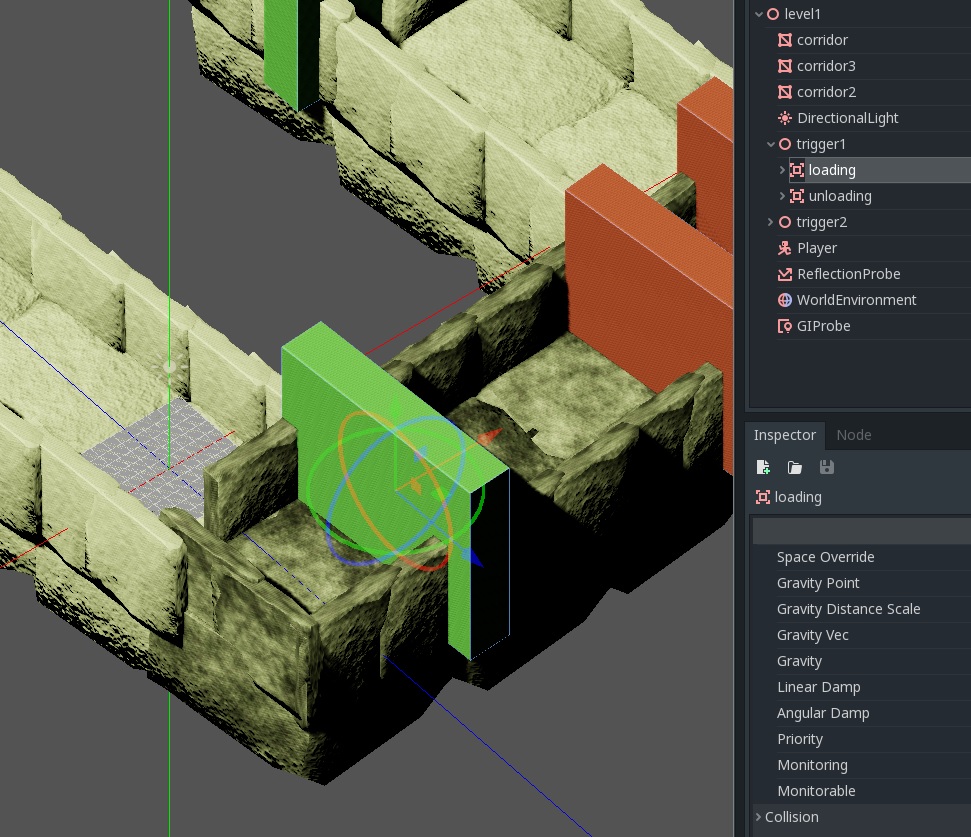 level1
corridor
corridor3
corridor2
DirectionalLight
trigger1
loading
unloading
trigger2
Player
ReflectionProbe
WorldEnvironment
GIProbe
Inspector Node
loading
Space Override
Gravity Point
Gravity Distance Scale
Gravity Vec
Gravity
Linear Damp
Angular Damp
Priority
Monitoring
Monitorable
Collision